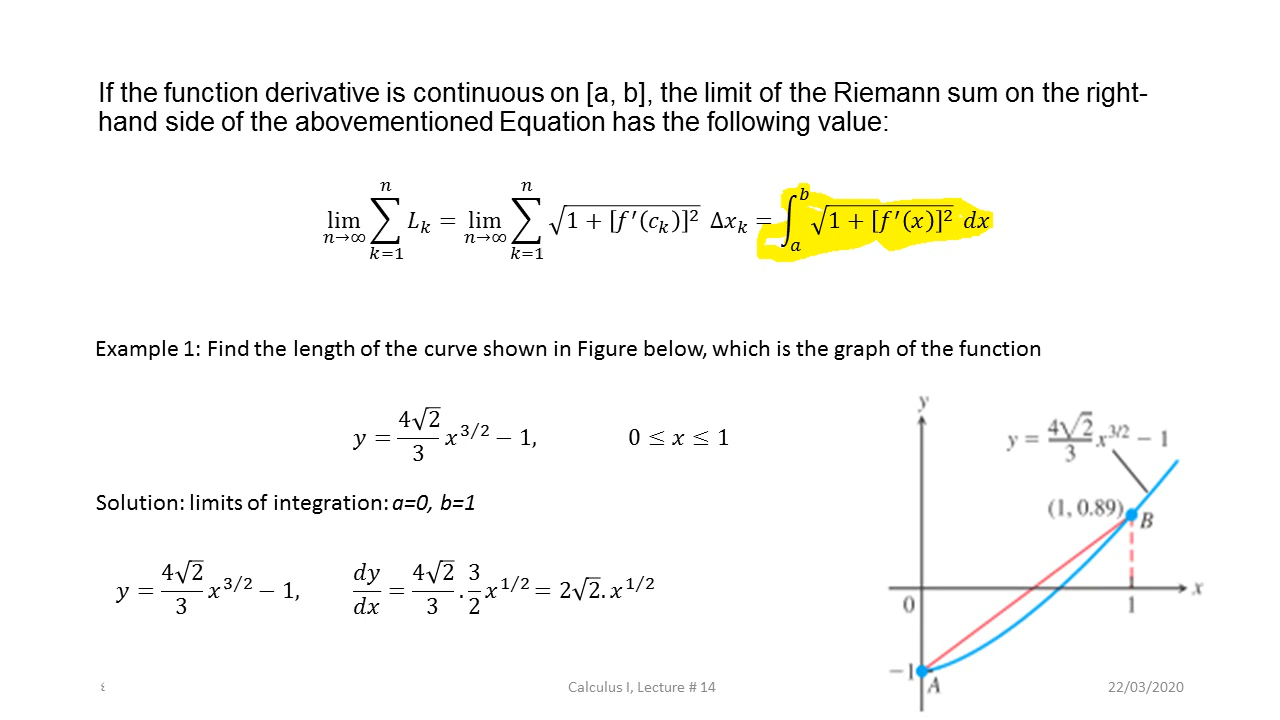 If the function derivative is continuous on [a, b], the limit of the Riemann sum on the right-
hand side of the abovementioned Equation has the following value:
lim n→∞ ∑ k=1 n L_k = lim n→∞ ∑ k=1 n √(1 + [f′(c_k)]²) Δx_k = ∫ a b √(1 + [f′(x)]²) dx
Example 1: Find the length of the curve shown in Figure below, which is the graph of the function
y = 4√2/3 x^3/2 − 1, 0 ≤ x ≤ 1
Solution: limits of integration: a=0, b=1
y = 4√2/3 x^3/2 − 1, dy/dx = 4√2/3 . 3/2 x^1/2 = 2√2. x^1/2
y
y = 4√2/3 x^3/2 − 1
(1, 0.89)
B
x
0
1
−1
A
٤
Calculus I, Lecture # 14
22/03/2020